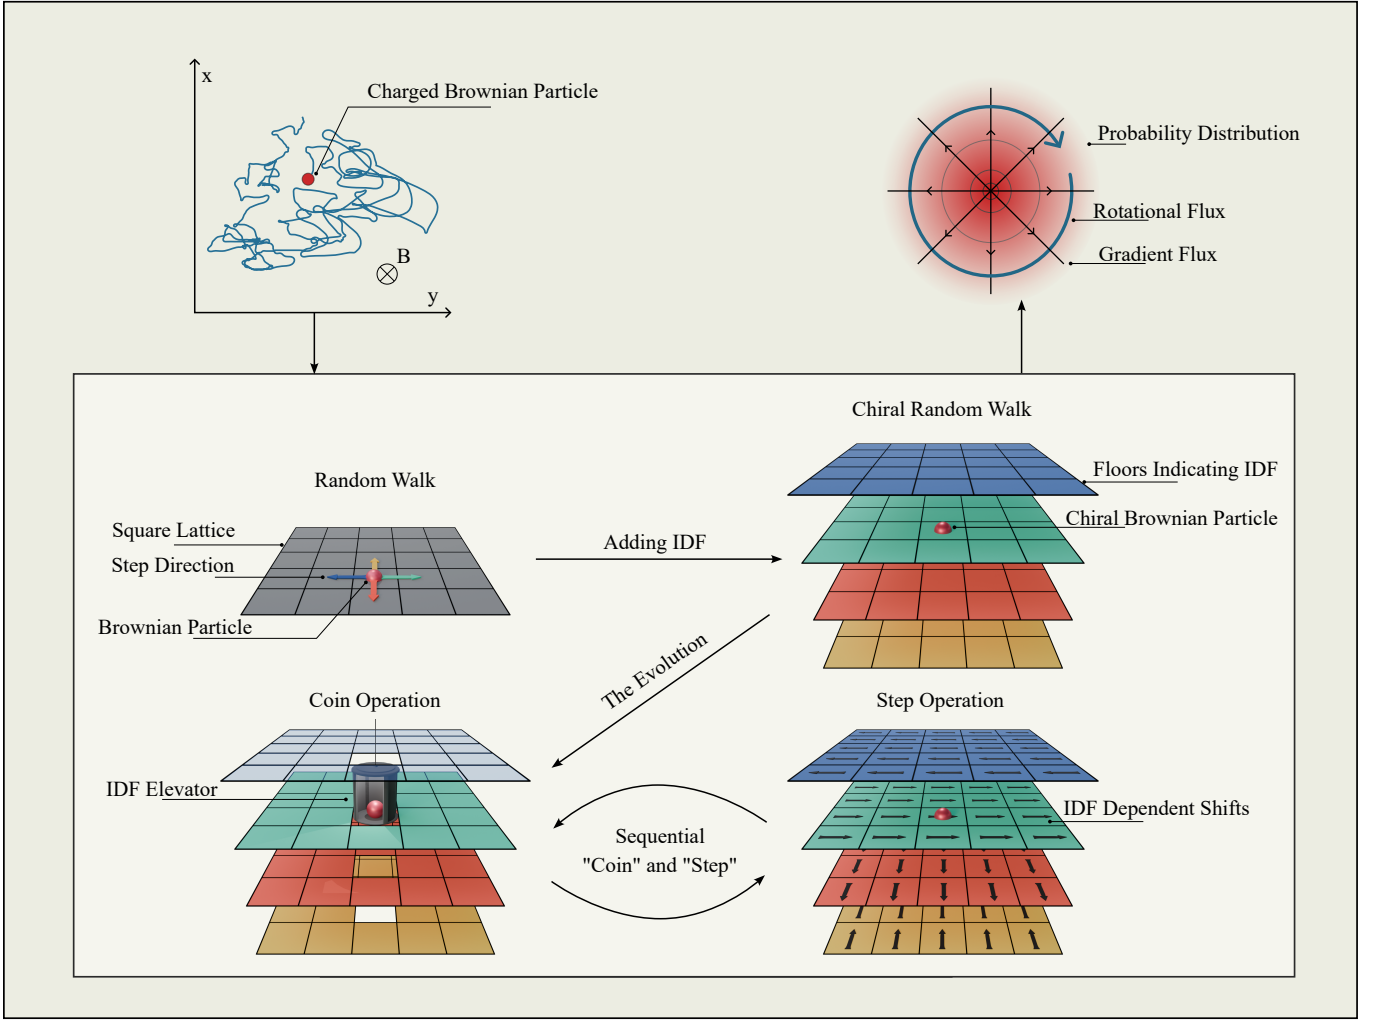 x
Charged Brownian Particle
B
y
Probability Distribution
Rotational Flux
Gradient Flux
Chiral Random Walk
Random Walk
Floors Indicating IDF
Square Lattice
Chiral Brownian Particle
Adding IDF
Step Direction
Brownian Particle
The Evolution
Coin Operation
Step Operation
IDF Elevator
IDF Dependent Shifts
Sequential
"Coin" and "Step"